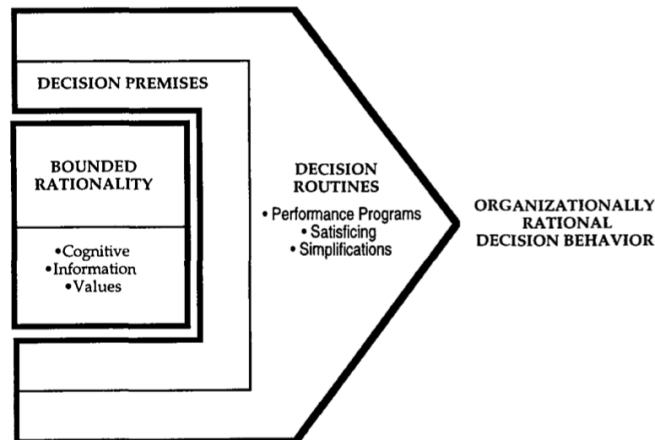 DECISION PREMISES
BOUNDED
RATIONALITY
•Cognitive
•Information
•Values
DECISION
ROUTINES
• Performance Programs
• Satisficing
• Simplifications
ORGANIZATIONALLY
RATIONAL
DECISION BEHAVIOR